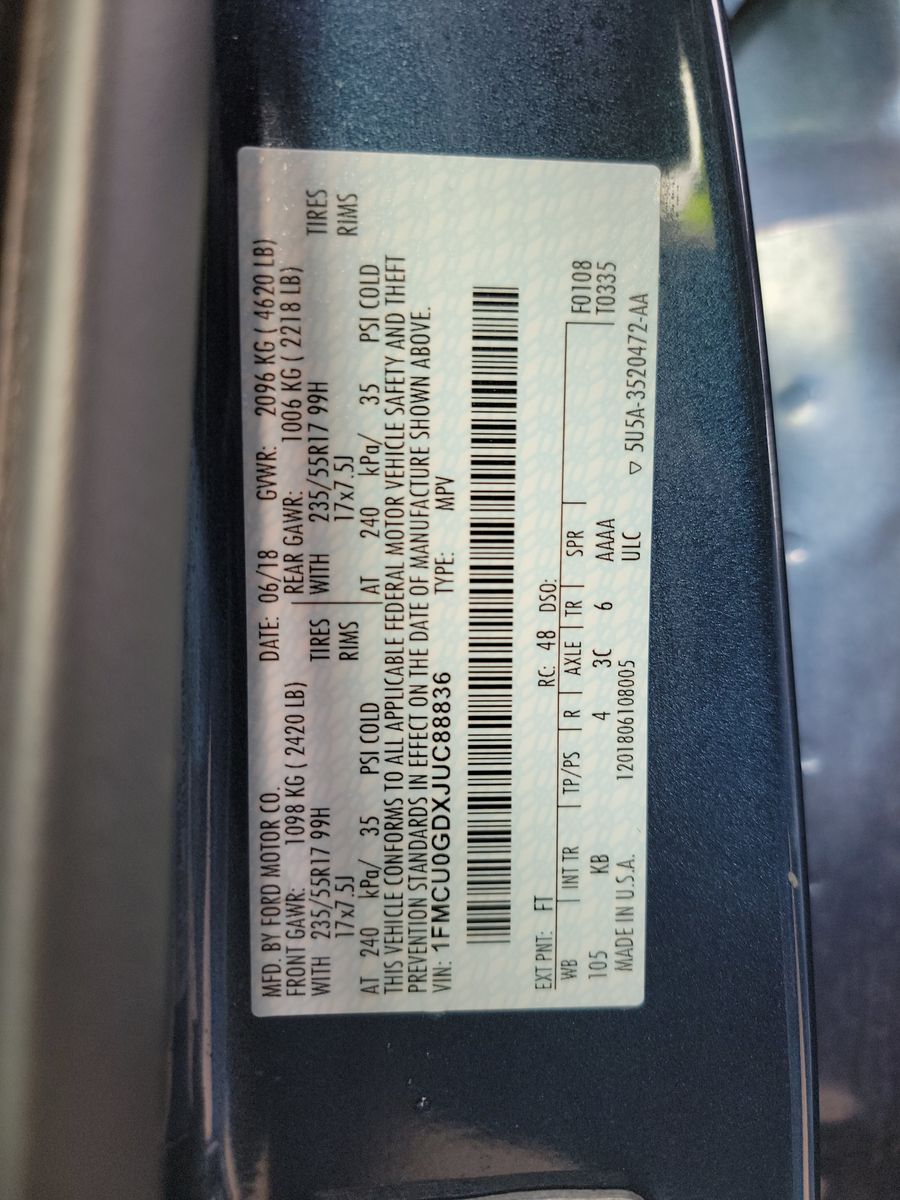 MFD. BY FORD MOTOR CO. DATE: 06/18 GVWR: 2096 KG ( 4620 LB)
FRONT GAWR: 1098 KG ( 2420 LB) REAR GAWR: 1006 KG ( 2218 LB)
WITH 235/55R17 99H TIRES WITH 235/55R17 99H TIRES
17x7.5J RIMS 17x7.5J RIMS
AT 240 kPa/ 35 PSI COLD AT 240 kPa/ 35 PSI COLD
THIS VEHICLE CONFORMS TO ALL APPLICABLE FEDERAL MOTOR VEHICLE SAFETY AND THEFT
PREVENTION STANDARDS IN EFFECT ON THE DATE OF MANUFACTURE SHOWN ABOVE.
VIN: 1FMCU0GDXJUC88836 TYPE: MPV
EXT PNT: FT RC: 48 DSO: F0108
WB INT TR TP/PS R AXLE TR SPR T0335
105 KB 4 3C 6 AAAA
MADE IN U.S.A. 120180610​8005 ULC ▽ 5U5A-3520472-AA